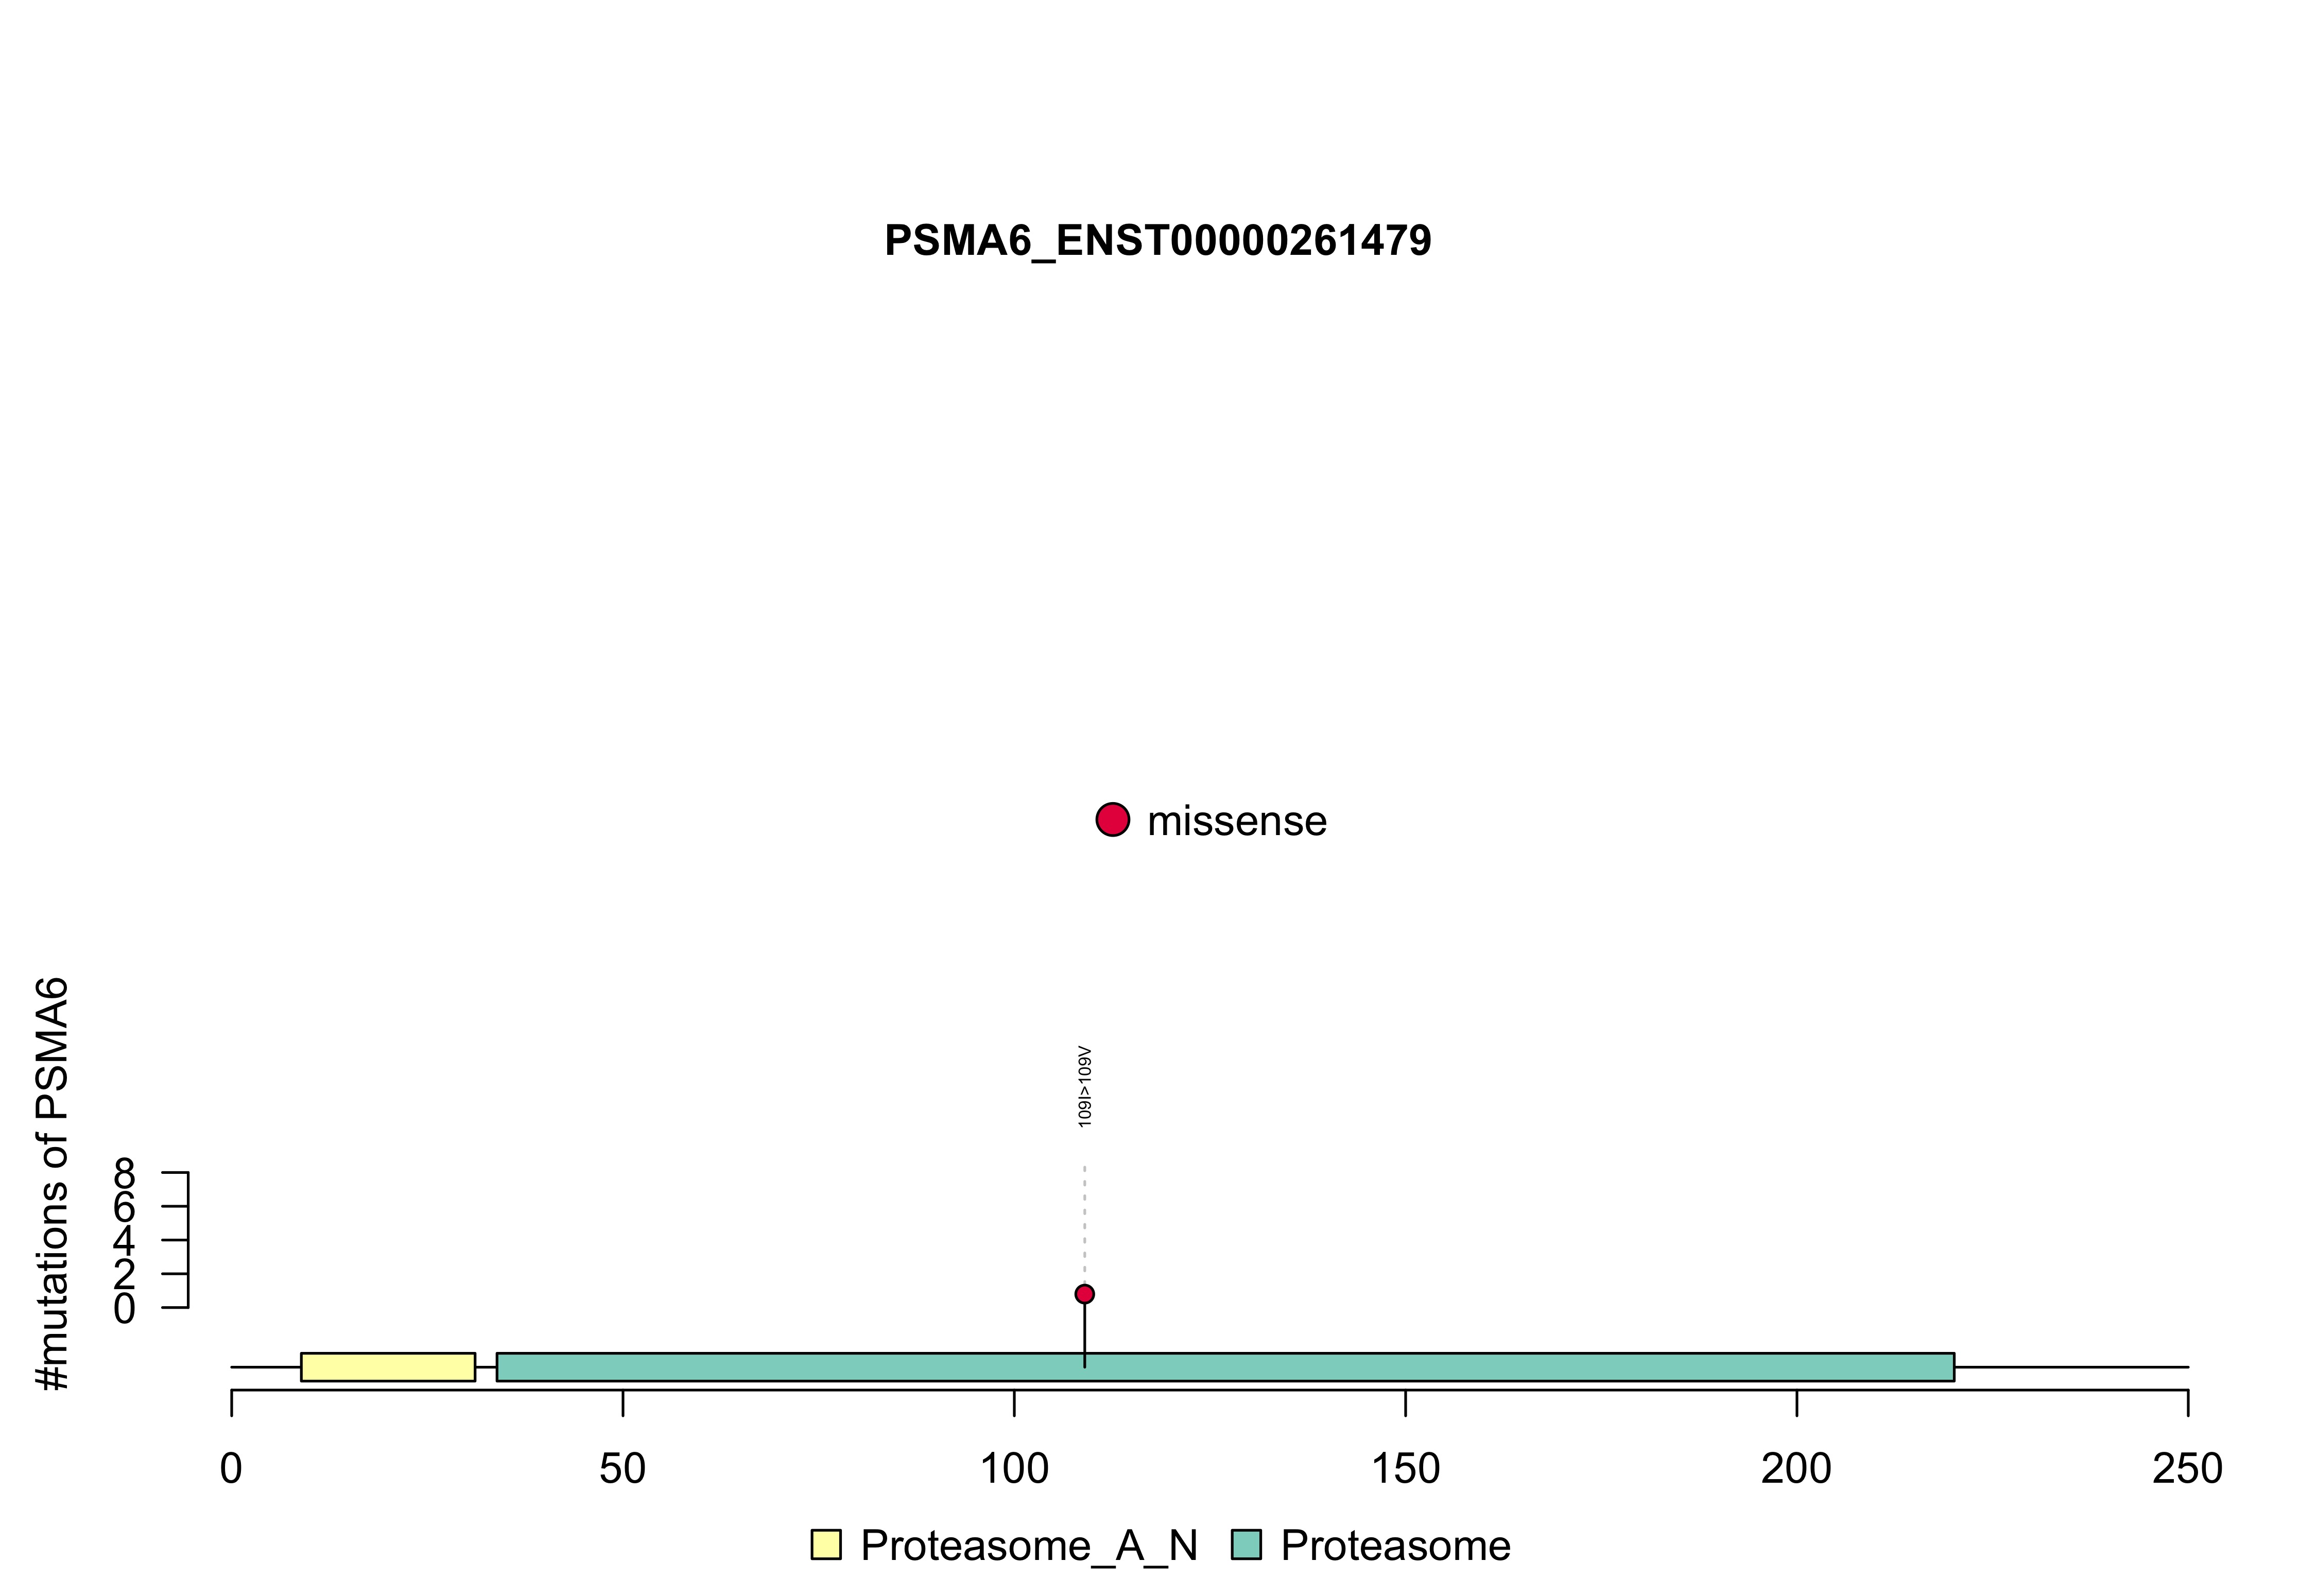 PSMA6_ENST00000261479
missense
#mutations of PSMA6
109I>109V
8
6
4
2
0
0 50 100 150 200 250
Proteasome_A_N Proteasome